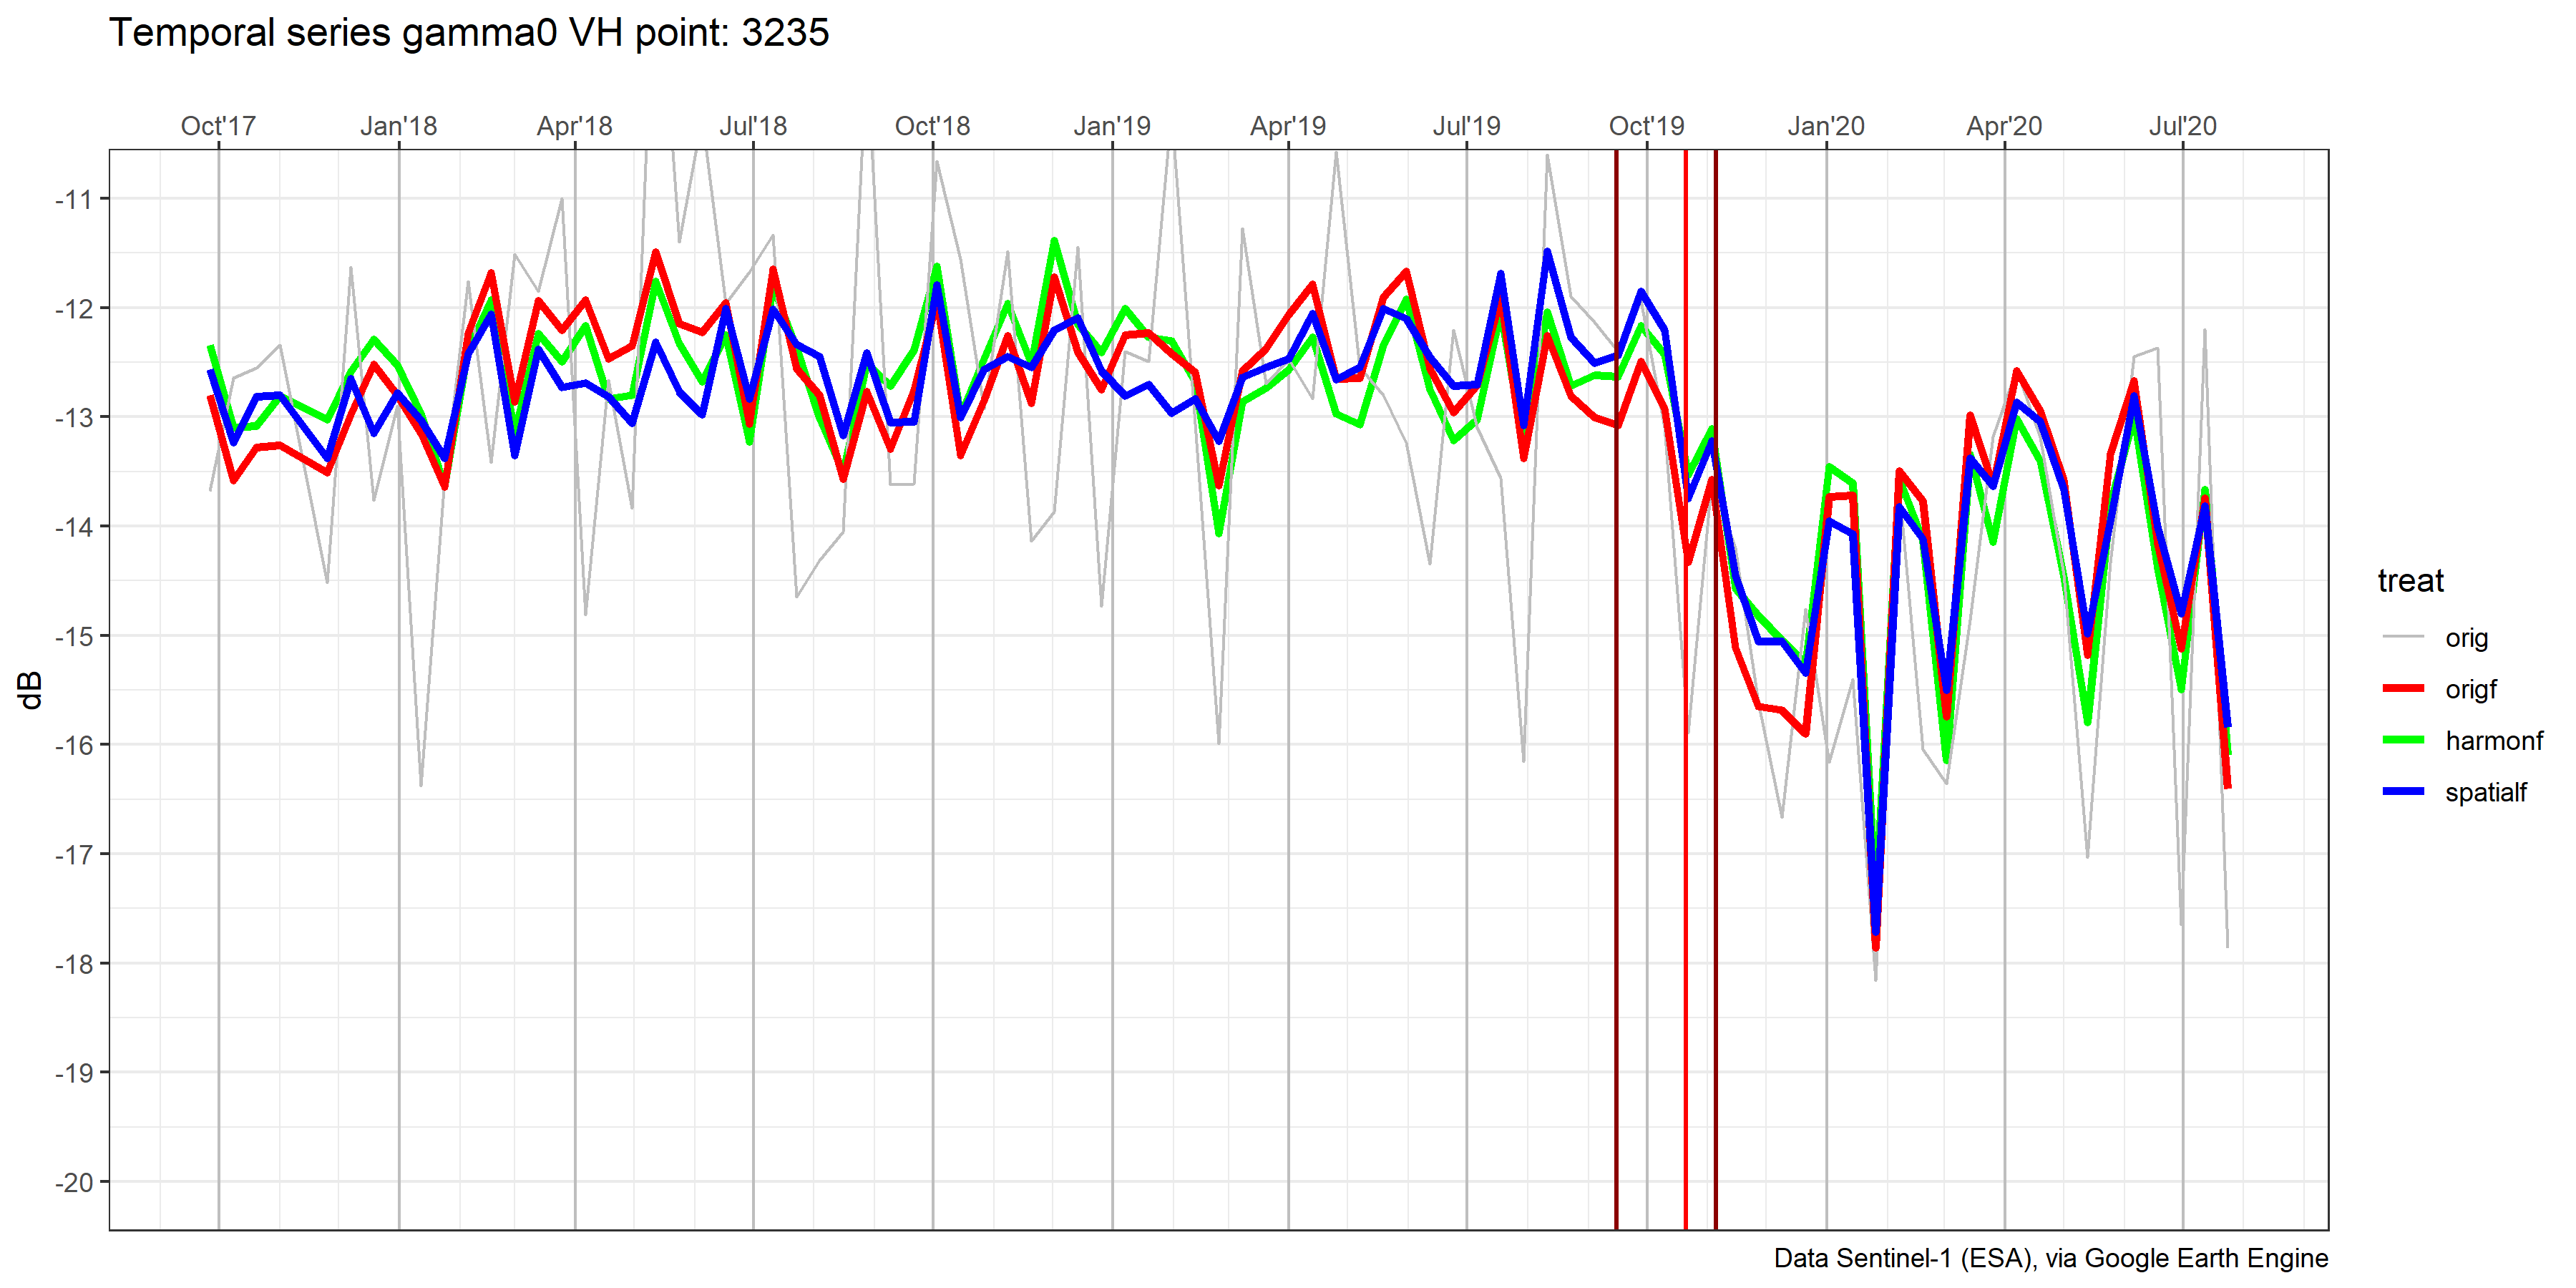 Temporal series gamma0 VH point: 3235
Oct'17 Jan'18 Apr'18 Jul'18 Oct'18 Jan'19 Apr'19 Jul'19 Oct'19 Jan'20 Apr'20 Jul'20
-11
-12
-13
-14
-15
-16
-17
-18
-19
-20
dB
treat
orig
origf
harmonf
spatialf
Data Sentinel-1 (ESA), via Google Earth Engine